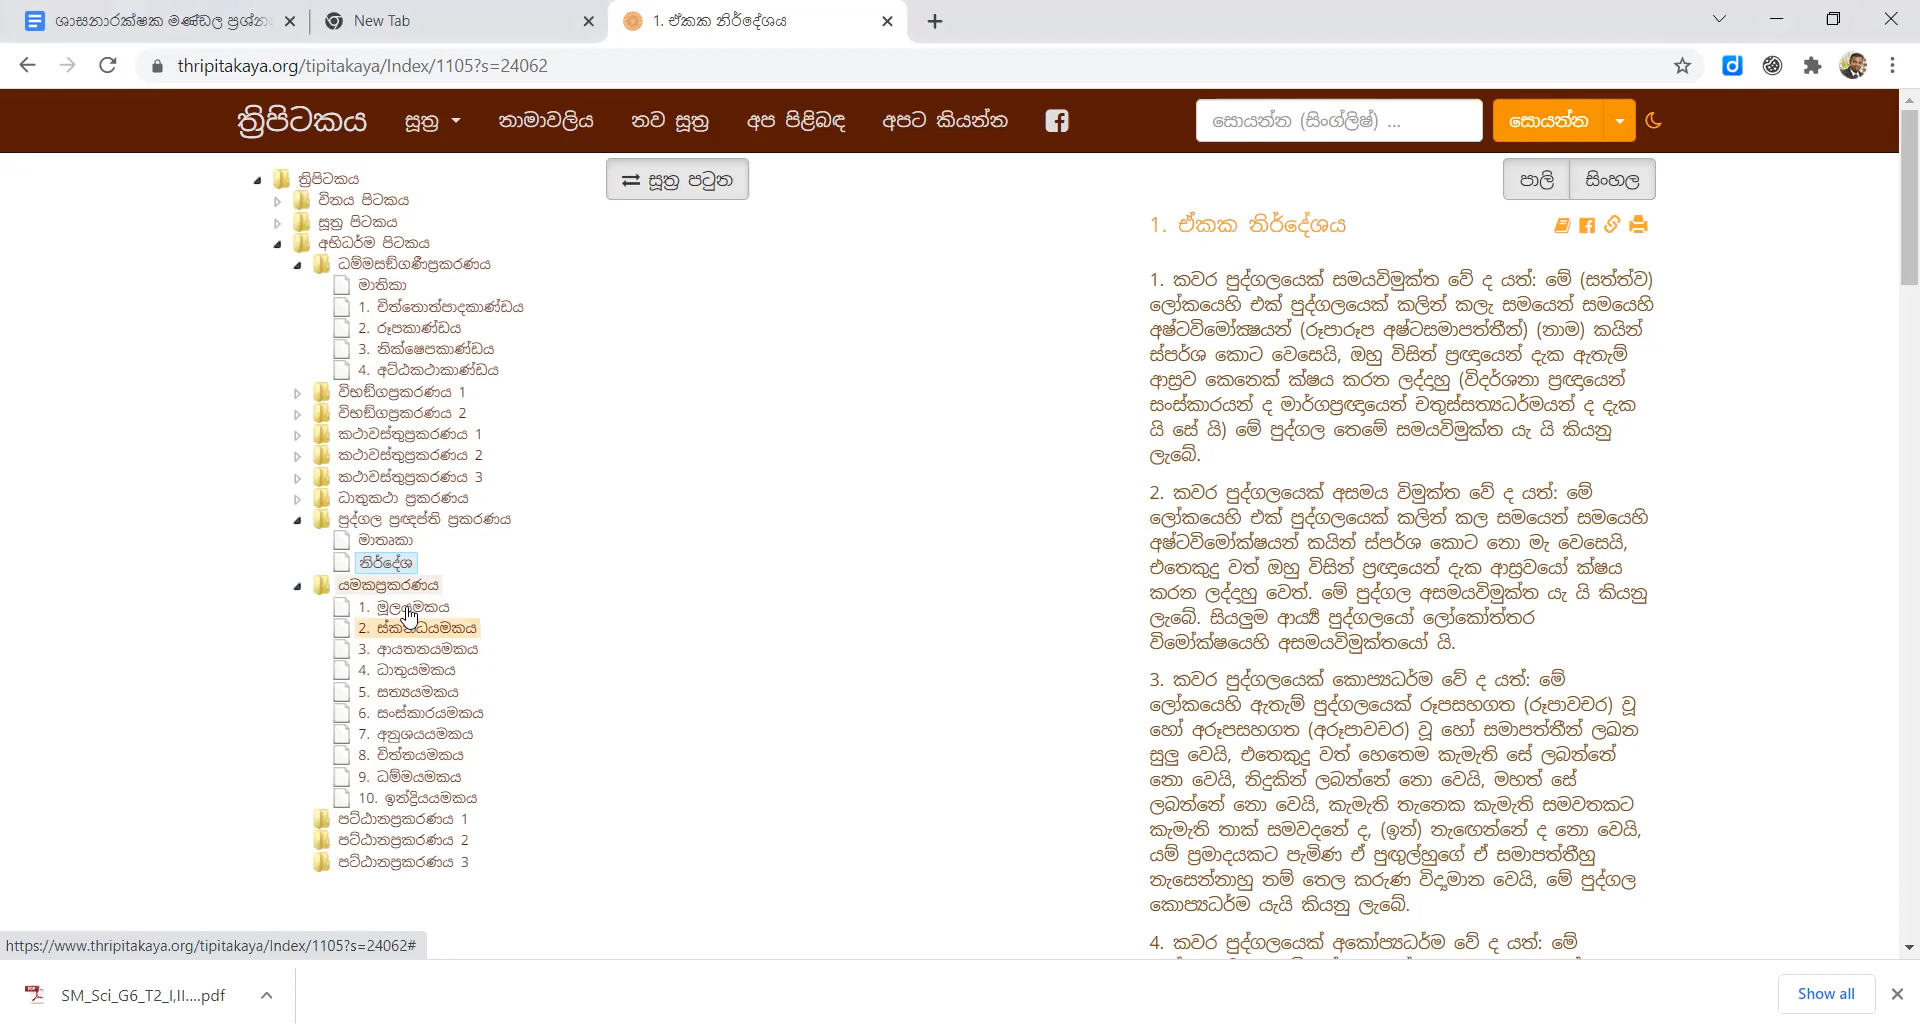 ශාසනාරක්ෂක මණ්ඩල ප්‍රශ්න
New Tab
1. ඒකක නිර්දේශය
thripitakaya.org/tipitakaya/Index/1105?s=24062
ත්‍රිපිටකය
සූත්‍ර
නාමාවලිය
නව සූත්‍ර
අප පිළිබඳ
අපට කියන්න
සොයන්න (සිංග්ලිෂ්) ...
සොයන්න
ත්‍රිපිටකය
විනය පිටකය
සූත්‍ර පිටකය
අභිධර්ම පිටකය
ධම්මසඞ්ගණීප්‍රකරණය
මාතිකා
1. චිත්තොත්පාදකාණ්ඩය
2. රූපකාණ්ඩය
3. නික්ෂෙපකාණ්ඩය
4. අට්ඨකථාකාණ්ඩය
විභඞ්ගප්‍රකරණය 1
විභඞ්ගප්‍රකරණය 2
කථාවස්තුප්‍රකරණය 1
කථාවස්තුප්‍රකරණය 2
කථාවස්තුප්‍රකරණය 3
ධාතුකථා ප්‍රකරණය
පුද්ගල ප්‍රඥප්ති ප්‍රකරණය
මාතෘකා
නිර්දේශ
යමකප්‍රකරණය
1. මූලයමකය
2. ස්කන්ධයමකය
3. ආයතනයමකය
4. ධාතුයමකය
5. සත්‍යයමකය
6. සංස්කාරයමකය
7. අනුශයයමකය
8. චිත්තයමකය
9. ධම්මයමකය
10. ඉන්ද්‍රියයමකය
පට්ඨානප්‍රකරණය 1
පට්ඨානප්‍රකරණය 2
පට්ඨානප්‍රකරණය 3
සූත්‍ර පටුන
පාලි සිංහල
1. ඒකක නිර්දේශය
1. කවර පුද්ගලයෙක් සමයවිමුක්ත වේ ද යත්: මේ (සත්ත්ව)
ලෝකයෙහි එක් පුද්ගලයෙක් කලින් කලැ සමයෙන් සමයෙහි
අෂ්ටවිමෝක්‍ෂයන් (රූපාරූප අෂ්ටසමාපත්තීන්) (නාම) කයින්
ස්පර්ශ කොට වෙසෙයි, ඔහු විසින් ප්‍රඥායෙන් දැක ඇතැම්
ආස්‍රව කෙනෙක් ක්ෂය කරන ලද්දාහු (විදර්ශනා ප්‍රඥායෙන්
සංස්කාරයන් ද මාර්ගප්‍රඥායෙන් චතුස්සත්‍යධර්මයන් ද දැක
යි සේ යි) මේ පුද්ගල තෙමේ සමයවිමුක්ත යැ යි කියනු
ලැබේ.
2. කවර පුද්ගලයෙක් අසමය විමුක්ත වේ ද යත්: මේ
ලෝකයෙහි එක් පුද්ගලයෙක් කලින් කල සමයෙන් සමයෙහි
අෂ්ටවිමෝක්ෂයන් කයින් ස්පර්ශ කොට නො මැ වෙසෙයි,
එතෙකුදු වත් ඔහු විසින් ප්‍රඥායෙන් දැක ආස්‍රවයෝ ක්ෂය
කරන ලද්දාහු වෙත්. මේ පුද්ගල අසමයවිමුක්ත යැ යි කියනු
ලැබේ. සියලුම ආර්‍ය්‍ය පුද්ගලයෝ ලෝකෝත්තර
විමෝක්ෂයෙහි අසමයවිමුක්තයෝ යි.
3. කවර පුද්ගලයෙක් කොප්‍යධර්ම වේ ද යත්: මේ
ලෝකයෙහි ඇතැම් පුද්ගලයෙක් රූපසහගත (රූපාවචර) වූ
හෝ අරූපසහගත (අරූපාවචර) වූ හෝ සමාපත්තීන් ලබන
සුලු වෙයි, එතෙකුදු වත් හෙතෙම කැමැති සේ ලබන්නේ
නො වෙයි, නිදුකින් ලබන්නේ නො වෙයි, මහත් සේ
ලබන්නේ නො වෙයි, කැමැති තැනෙක කැමැති සමවතකට
කැමැති තාක් සමවදනේ ද, (ඉන්) නැඟෙන්නේ ද නො වෙයි,
යම් ප්‍රමාදයකට පැමිණ ඒ පුඟුල්හුගේ ඒ සමාපත්තීහු
නැසෙන්නාහු නම් තෙල කරුණ විද්‍යමාන වෙයි, මේ පුද්ගල
කොප්‍යධර්ම යැයි කියනු ලැබේ.
4. කවර පුද්ගලයෙක් අකෝප්‍යධර්ම වේ ද යත්: මේ
https://www.thripitakaya.org/tipitakaya/Index/1105?s=24062#
SM_Sci_G6_T2_I,II....pdf
Show all